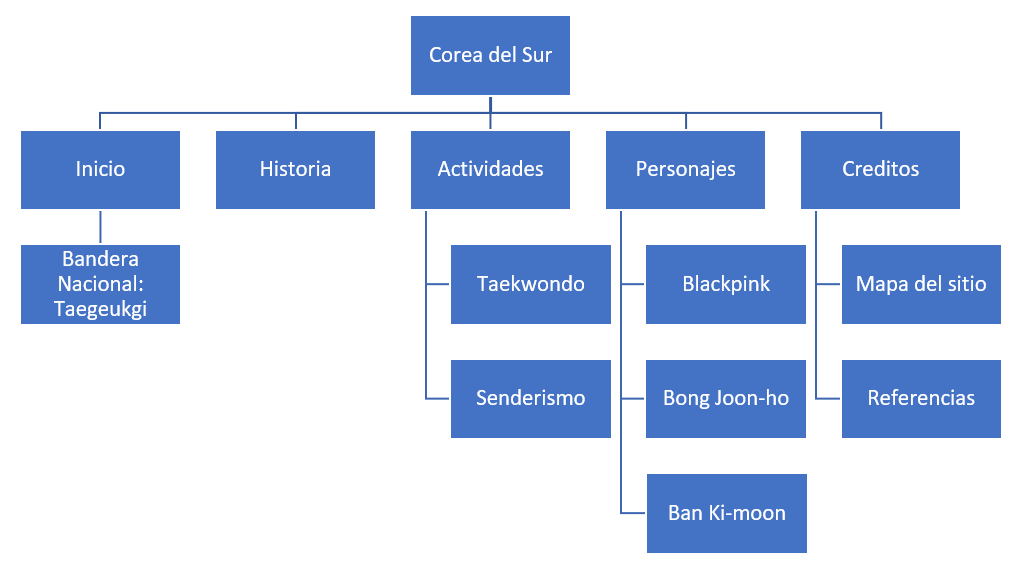 Corea del Sur
Inicio
Historia
Actividades
Personajes
Creditos
Bandera
Nacional:
Taegeukgi
Taekwondo
Blackpink
Mapa del sitio
Senderismo
Bong Joon-ho
Referencias
Ban Ki-moon